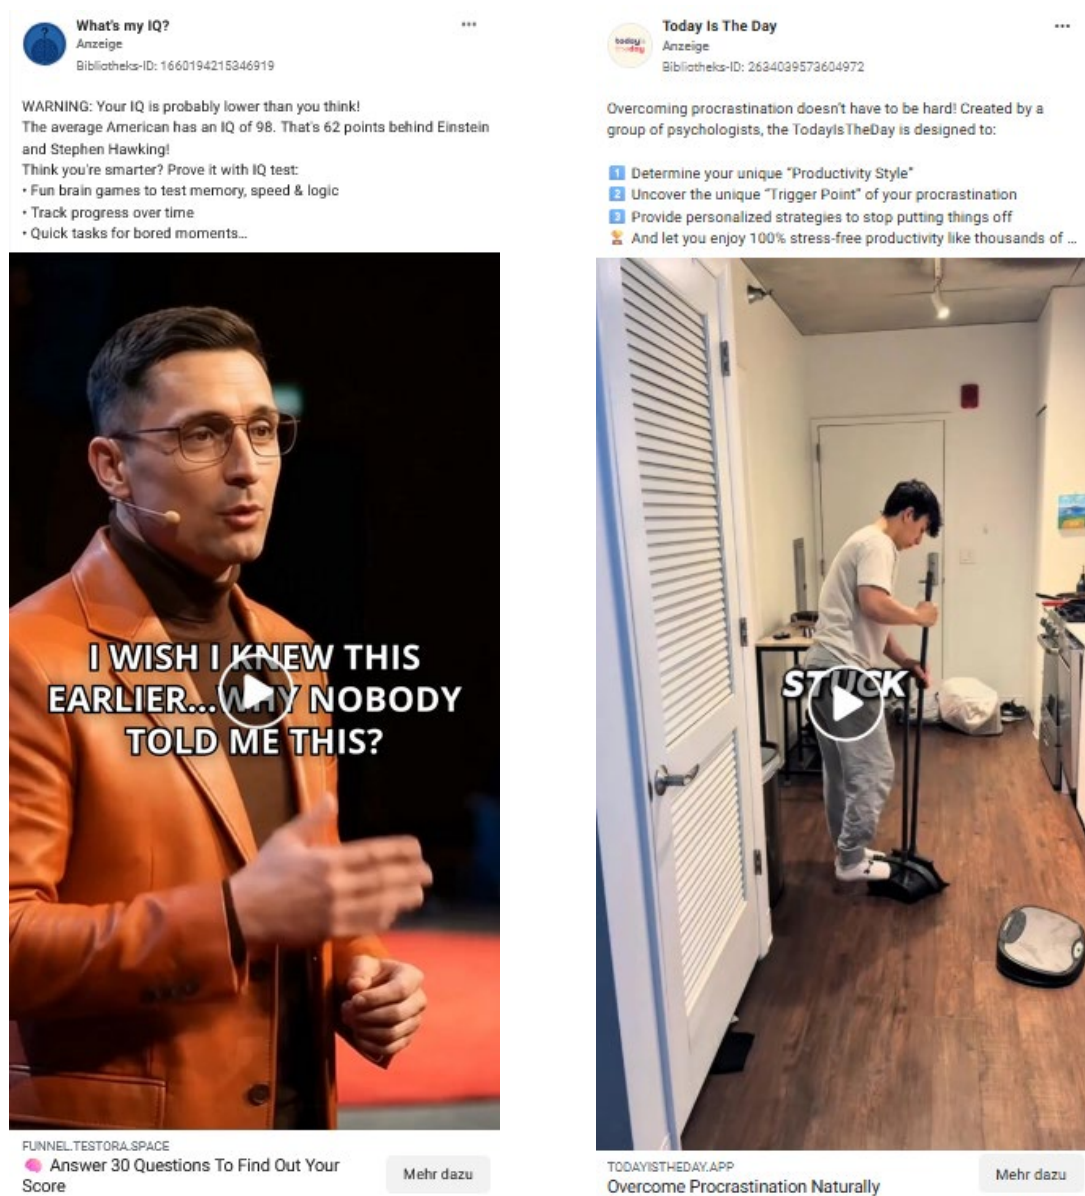 What's my IQ?
Anzeige
Bibliotheks-ID: 1660194215346919
WARNING: Your IQ is probably lower than you think!
The average American has an IQ of 98. That's 62 points behind Einstein
and Stephen Hawking!
Think you're smarter? Prove it with IQ test:
• Fun brain games to test memory, speed & logic
• Track progress over time
• Quick tasks for bored moments...
I WISH I KNEW THIS
EARLIER...WHY NOBODY
TOLD ME THIS?
FUNNEL.TESTORA.SPACE
🧠 Answer 30 Questions To Find Out Your
Score
Mehr dazu
today is
the day
Today Is The Day
Anzeige
Bibliotheks-ID: 2634039573604972
Overcoming procrastination doesn't have to be hard! Created by a
group of psychologists, the TodayIsTheDay is designed to:
1️⃣ Determine your unique “Productivity Style”
2️⃣ Uncover the unique “Trigger Point” of your procrastination
3️⃣ Provide personalized strategies to stop putting things off
🏆 And let you enjoy 100% stress-free productivity like thousands of ...
STUCK
TODAYISTHEDAY.APP
Overcome Procrastination Naturally
Mehr dazu